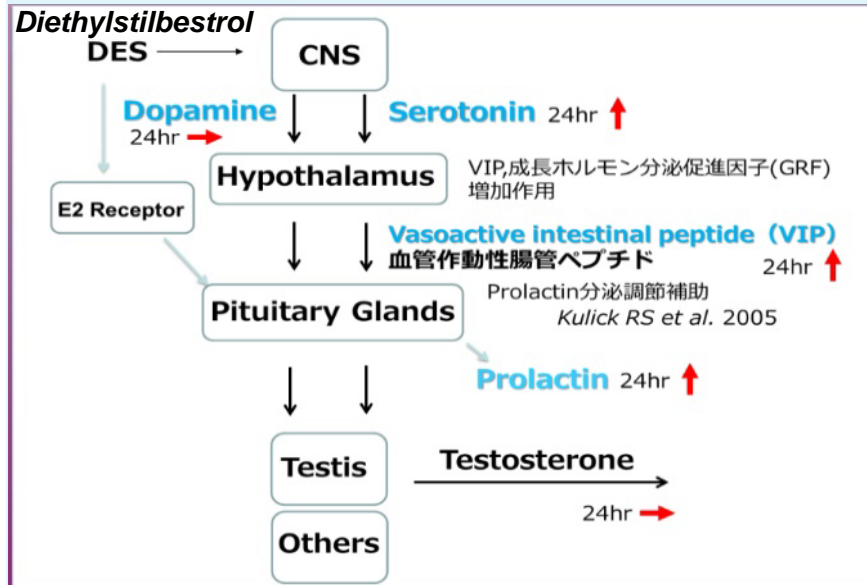 Diethylstilbestrol
DES
CNS
Dopamine
24hr
Serotonin 24hr
Hypothalamus
VIP,成長ホルモン分泌促進因子(GRF)
増加作用
E2 Receptor
Vasoactive intestinal peptide（VIP）
血管作動性腸管ペプチド
24hr
Pituitary Glands
Prolactin分泌調節補助
Kulick RS et al. 2005
Prolactin 24hr
Testis
Testosterone
24hr
Others